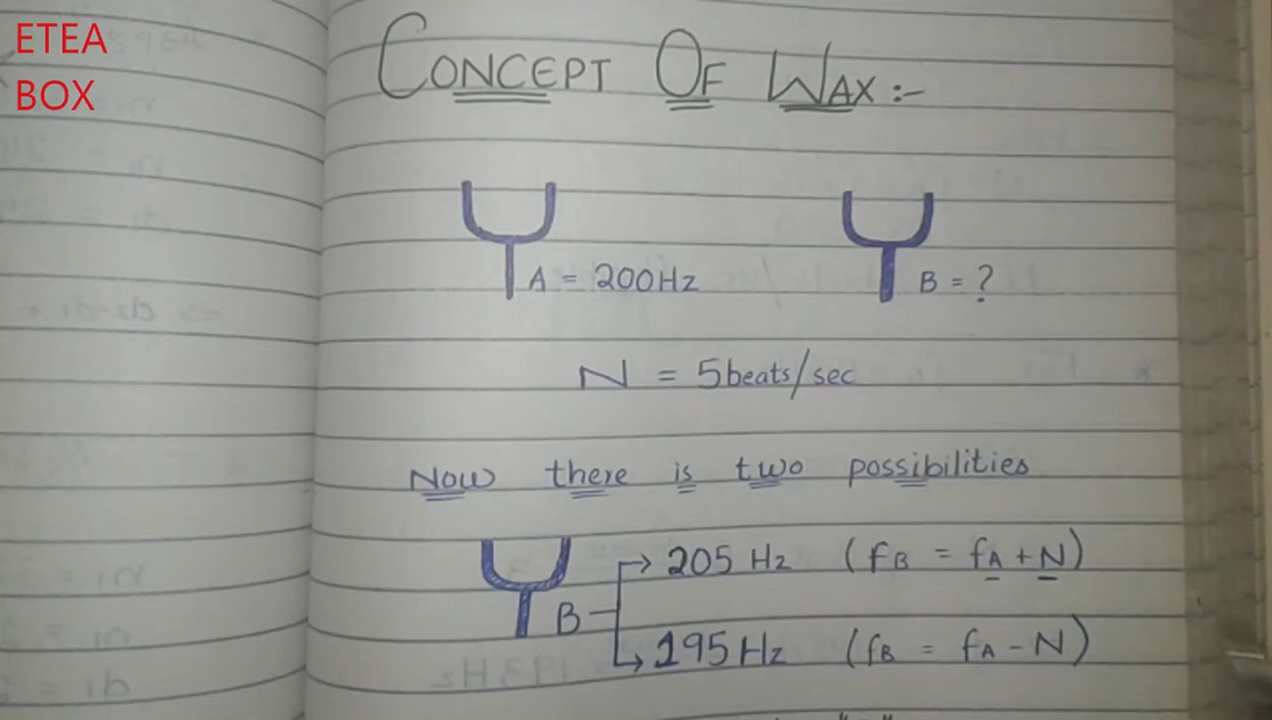 ETEA
BOX
CONCEPT OF WAX :-
A = 200Hz
B = ?
N = 5beats/sec
Now there is two possibilities
B
205 Hz (fB = fA + N)
195 Hz (fB = fA - N)